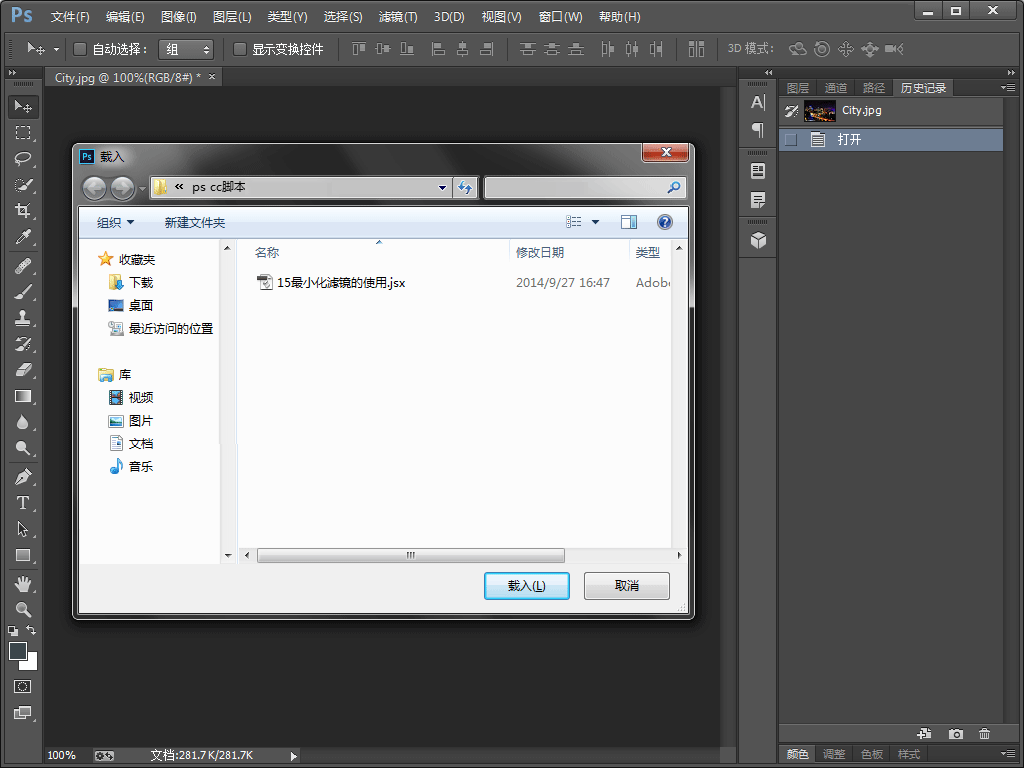 Ps 文件(F) 编辑(E) 图像(I) 图层(L) 类型(Y) 选择(S) 滤镜(T) 3D(D) 视图(V) 窗口(W) 帮助(H)
自动选择： 组 显示变换控件 3D 模式：
City.jpg @ 100%(RGB/8#) * ×
图层 通道 路径 历史记录
City.jpg
打开
Ps 载入
« ps cc脚本
组织 新建文件夹
名称 修改日期 类型
收藏夹
下载
桌面
最近访问的位置
库
视频
图片
文档
音乐
15最小化滤镜的使用.jsx 2014/9/27 16:47 Adob
载入(L) 取消
100% 文档:281.7K/281.7K
颜色 调整 色板 样式